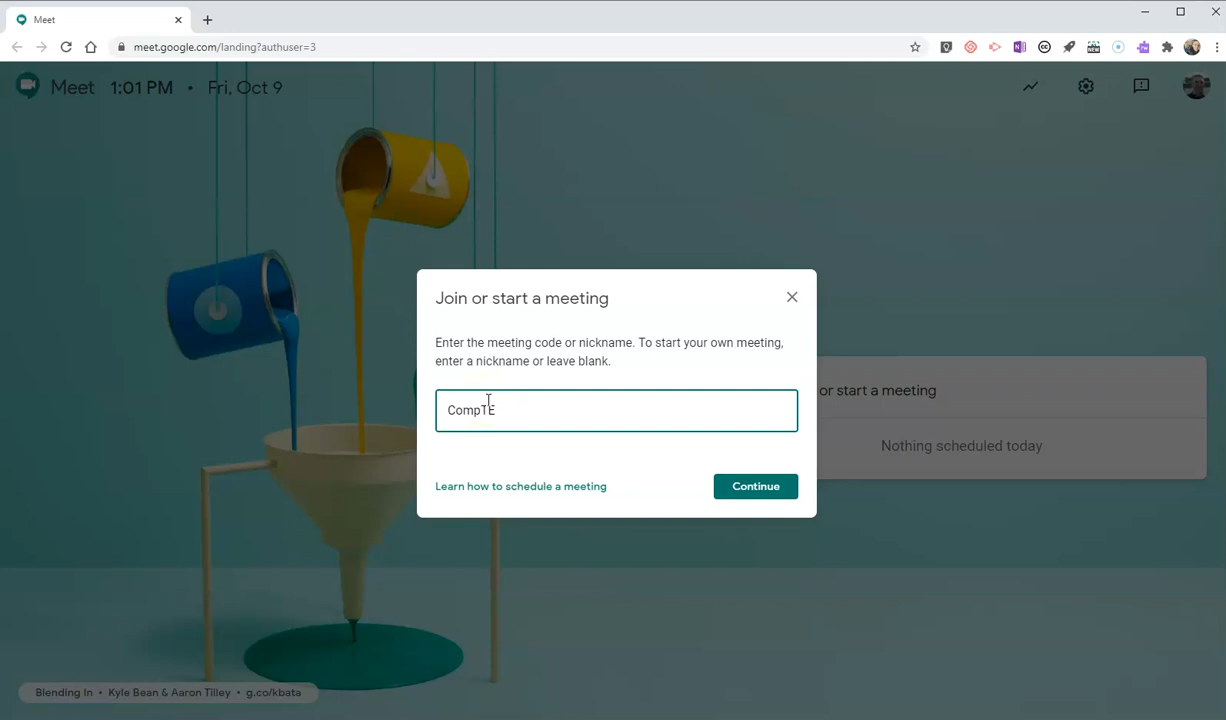 Meet
meet.google.com/landing?authuser=3
Meet 1:01 PM • Fri, Oct 9
Join or start a meeting
Enter the meeting code or nickname. To start your own meeting,
enter a nickname or leave blank.
or start a meeting
CompTE
Nothing scheduled today
Learn how to schedule a meeting
Continue
Blending In • Kyle Bean & Aaron Tilley • g.co/kbata